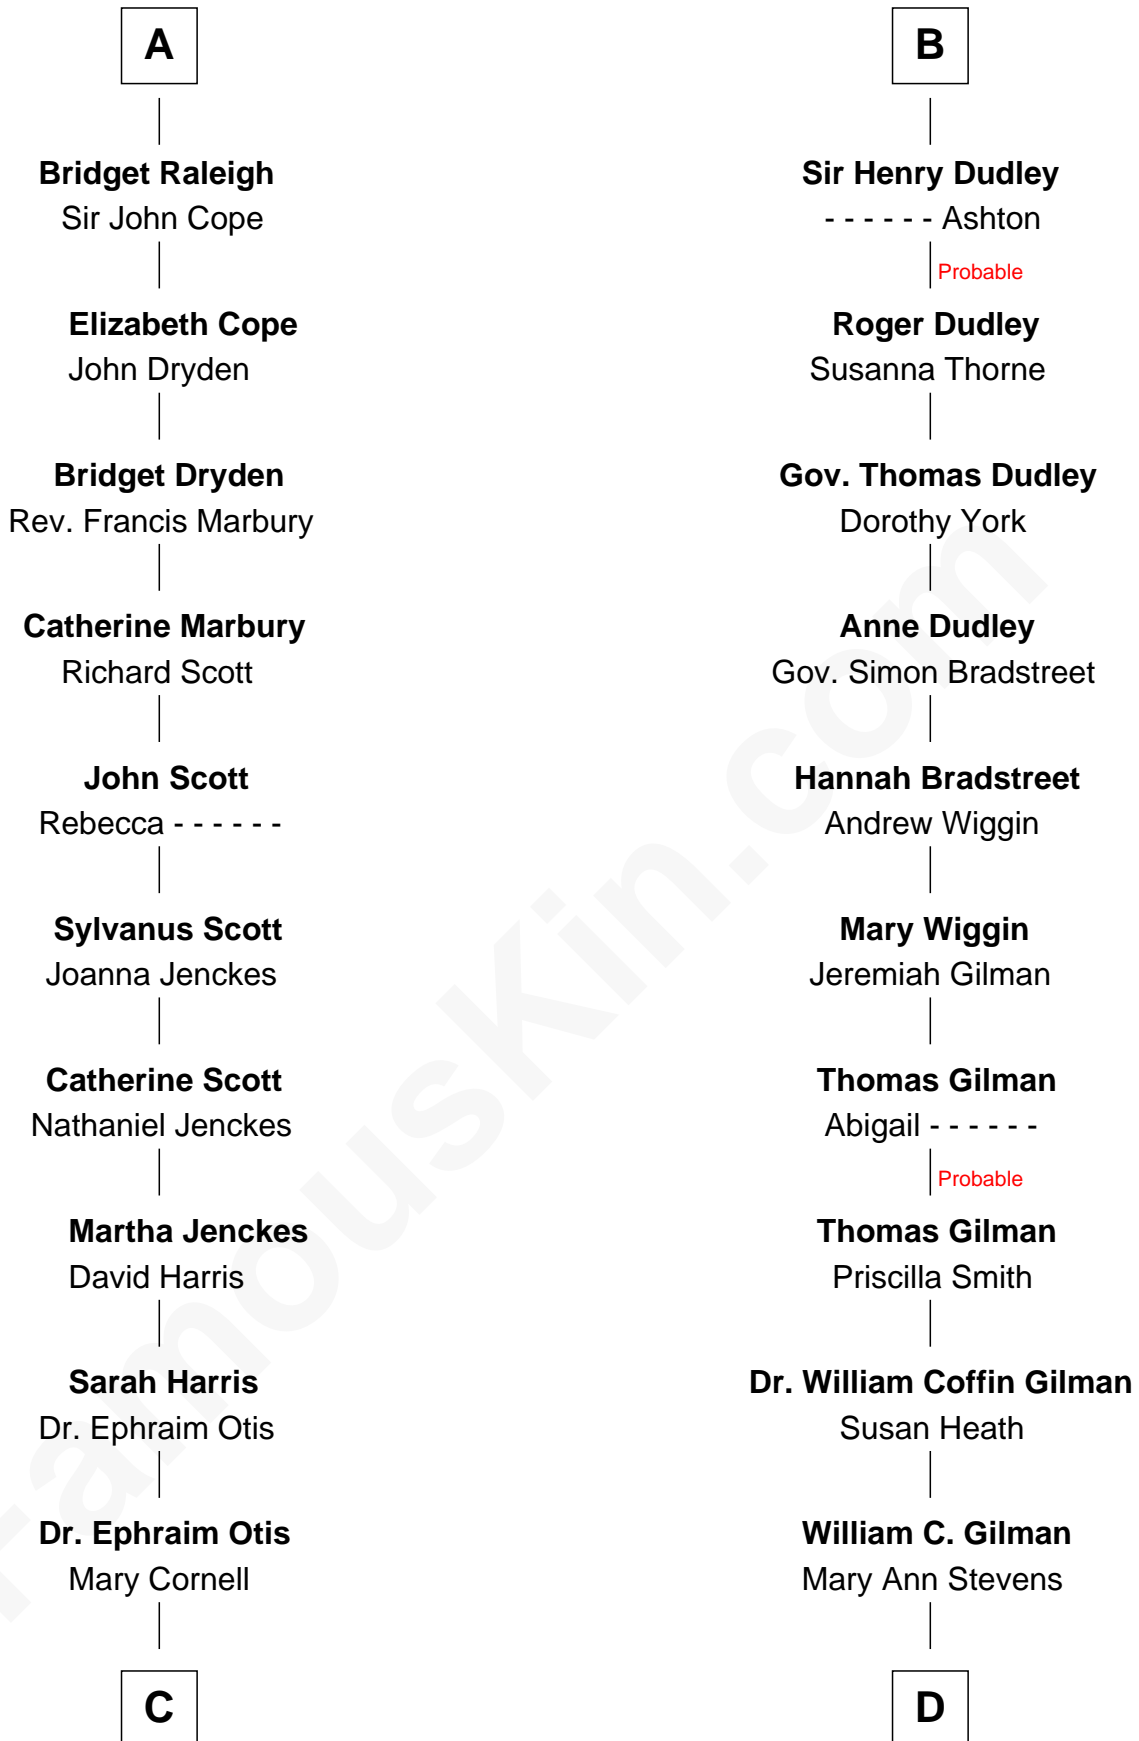 A
Bridget Raleigh
Sir John Cope
Elizabeth Cope
John Dryden
Bridget Dryden
Rev. Francis Marbury
Catherine Marbury
Richard Scott
John Scott
Rebecca - - - - - -
Sylvanus Scott
Joanna Jenckes
Catherine Scott
Nathaniel Jenckes
Martha Jenckes
David Harris
Sarah Harris
Dr. Ephraim Otis
Dr. Ephraim Otis
Mary Cornell
C
B
Sir Henry Dudley
- - - - - - Ashton
Probable
Roger Dudley
Susanna Thorne
Gov. Thomas Dudley
Dorothy York
Anne Dudley
Gov. Simon Bradstreet
Hannah Bradstreet
Andrew Wiggin
Mary Wiggin
Jeremiah Gilman
Thomas Gilman
Abigail - - - - - -
Probable
Thomas Gilman
Priscilla Smith
Dr. William Coffin Gilman
Susan Heath
William C. Gilman
Mary Ann Stevens
D
FamousKin.com